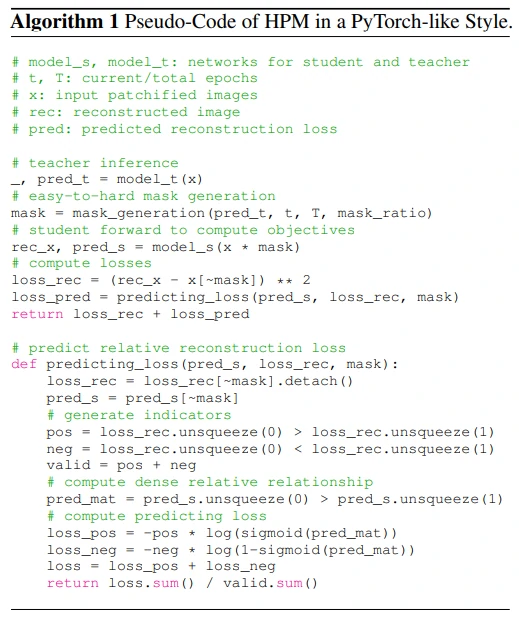 Algorithm 1 Pseudo-Code of HPM in a PyTorch-like Style.
# model_s, model_t: networks for student and teacher
# t, T: current/total epochs
# x: input patchified images
# rec: reconstructed image
# pred: predicted reconstruction loss

# teacher inference
_, pred_t = model_t(x)
# easy-to-hard mask generation
mask = mask_generation(pred_t, t, T, mask_ratio)
# student forward to compute objectives
rec_x, pred_s = model_s(x * mask)
# compute losses
loss_rec = (rec_x - x[~mask]) ** 2
loss_pred = predicting_loss(pred_s, loss_rec, mask)
return loss_rec + loss_pred

# predict relative reconstruction loss
def predicting_loss(pred_s, loss_rec, mask):
    loss_rec = loss_rec[~mask].detach()
    pred_s = pred_s[~mask]
    # generate indicators
    pos = loss_rec.unsqueeze(0) > loss_rec.unsqueeze(1)
    neg = loss_rec.unsqueeze(0) < loss_rec.unsqueeze(1)
    valid = pos + neg
    # compute dense relative relationship
    pred_mat = pred_s.unsqueeze(0) > pred_s.unsqueeze(1)
    # compute predicting loss
    loss_pos = -pos * log(sigmoid(pred_mat))
    loss_neg = -neg * log(1-sigmoid(pred_mat))
    loss = loss_pos + loss_neg
    return loss.sum() / valid.sum()